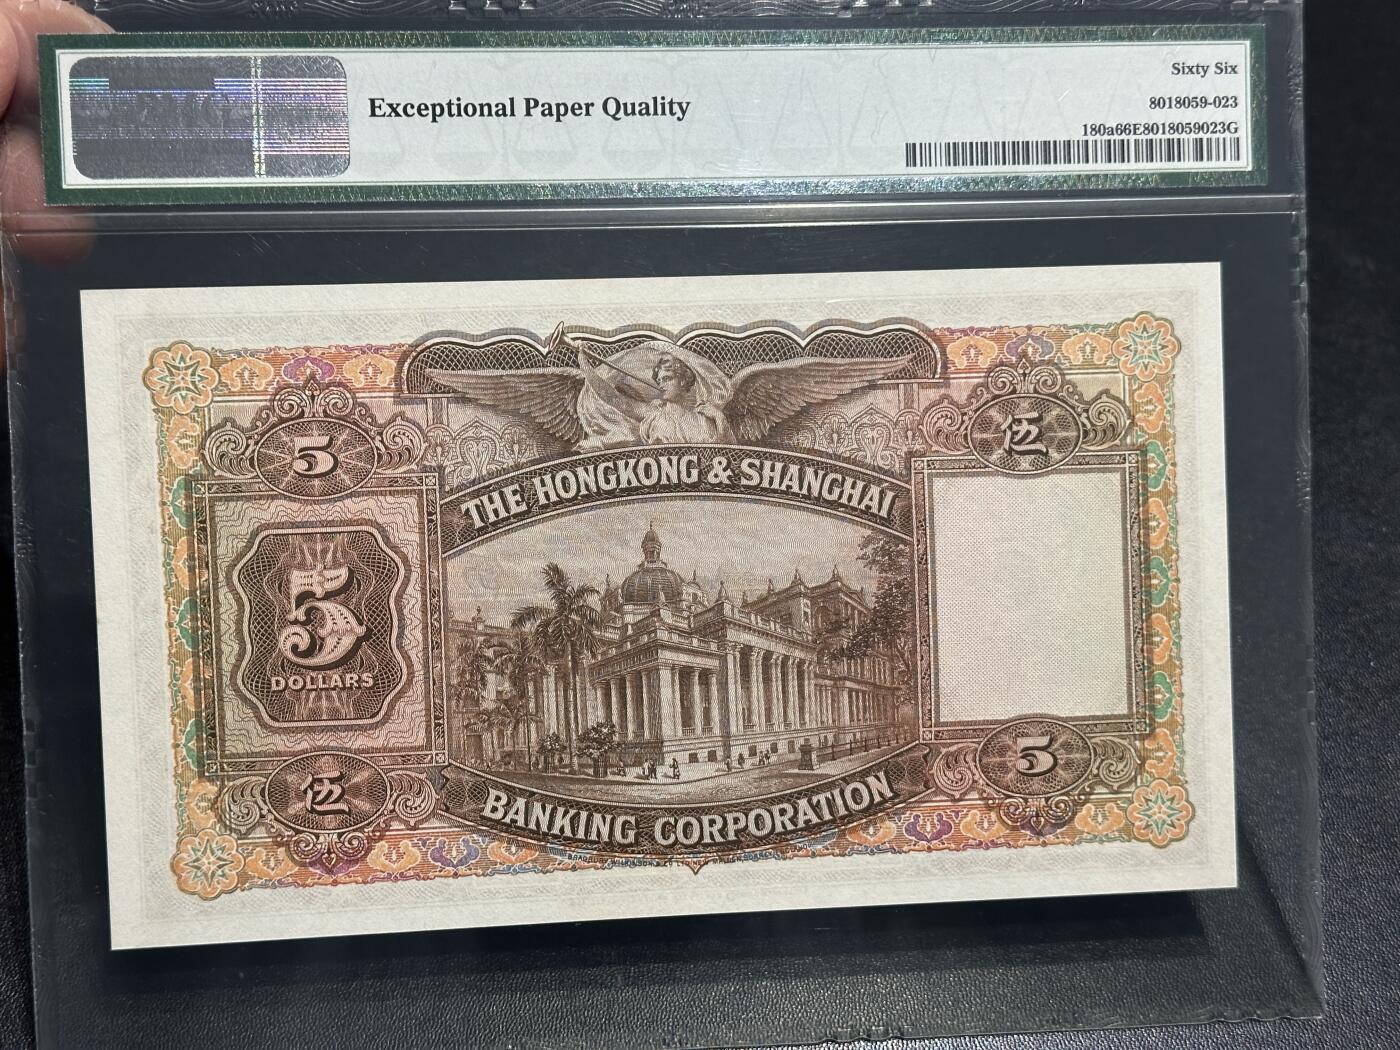 Exceptional Paper Quality
Sixty Six
8018059-023
180a66E8018059023G
5
伍
THE HONGKONG & SHANGHAI
5
DOLLARS
伍
5
BANKING CORPORATION